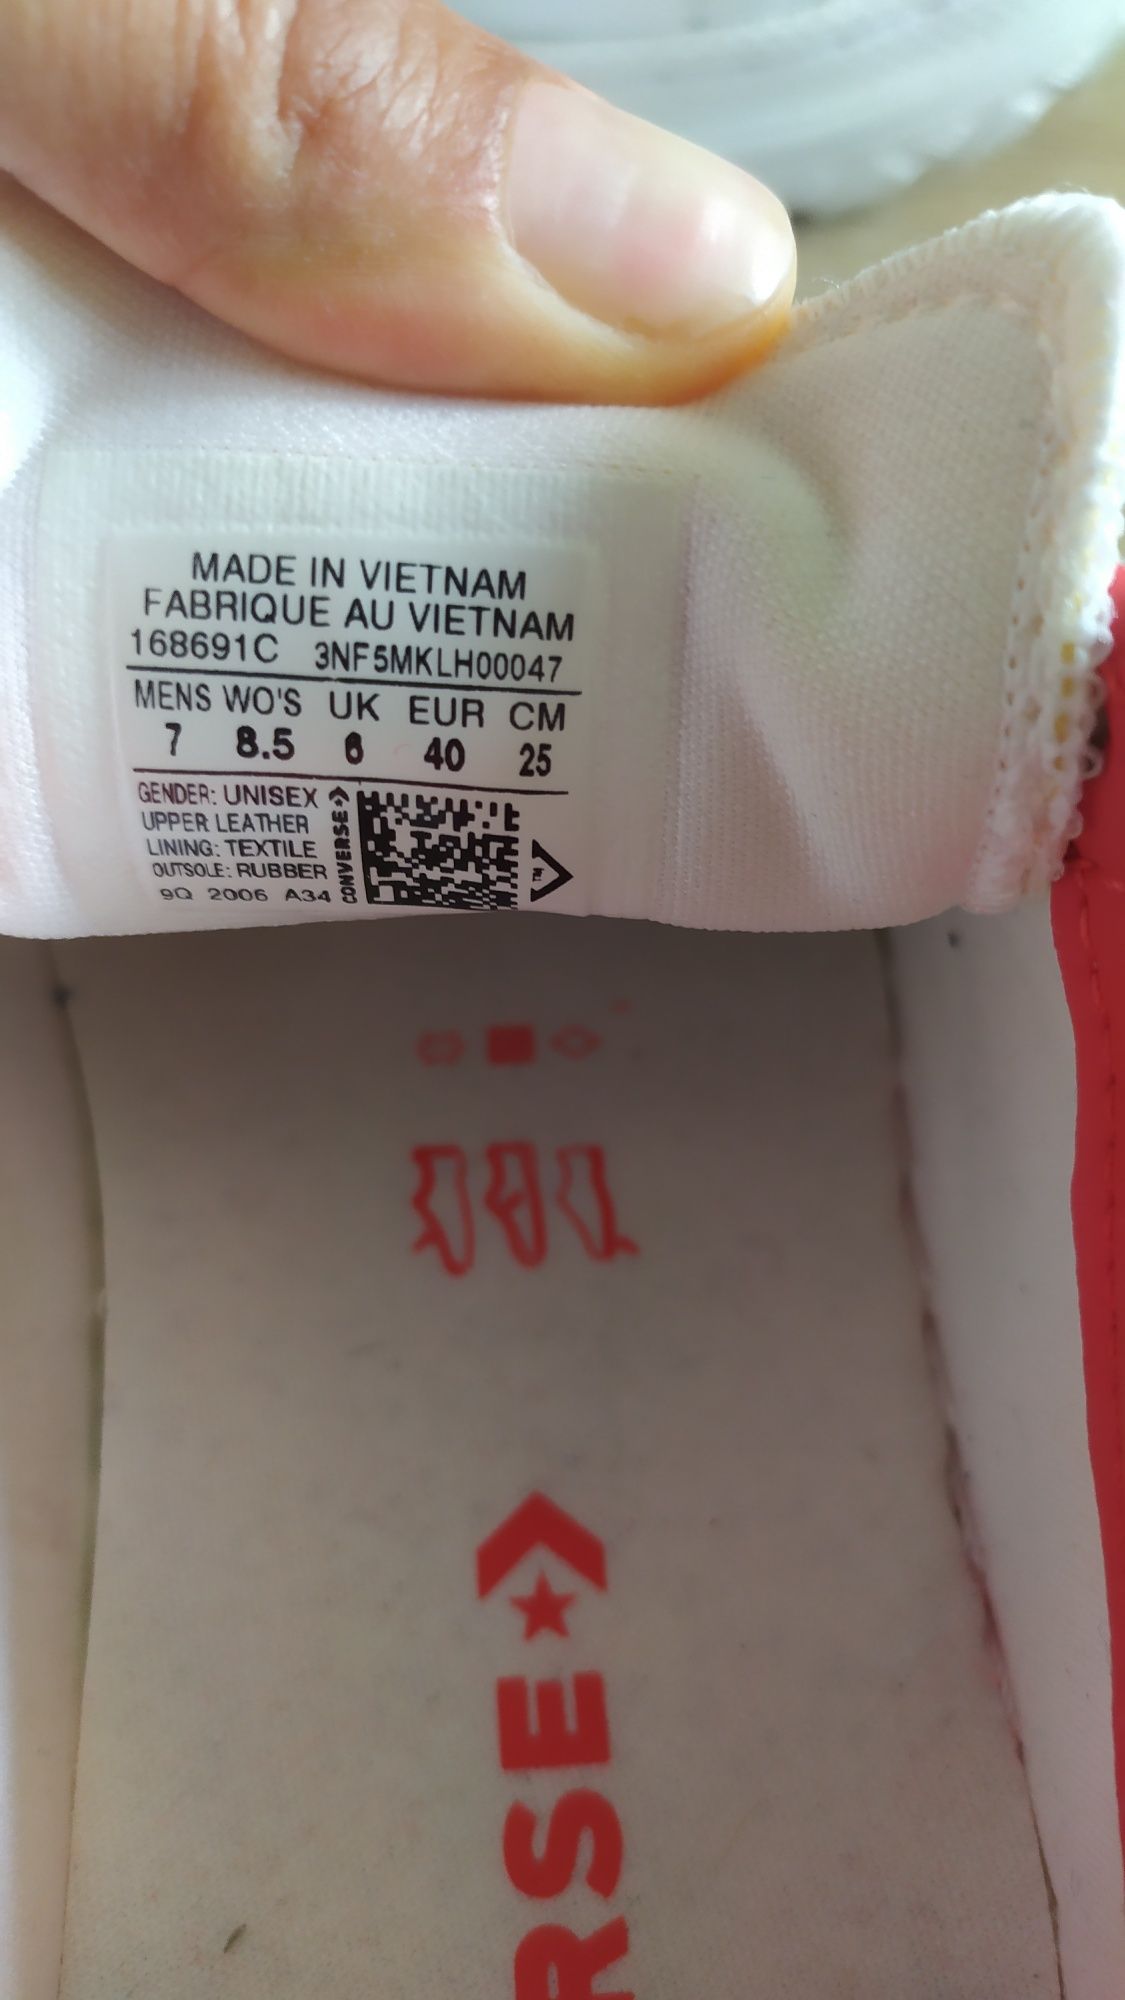 MADE IN VIETNAM
FABRIQUE AU VIETNAM
168691C 3NF5MKLH00047
MENS WO'S UK EUR CM
7 8.5 6 40 25
GENDER: UNISEX
UPPER LEATHER
LINING: TEXTILE
OUTSOLE: RUBBER
9Q 2006 A34
CONVERSE
TM
RSE